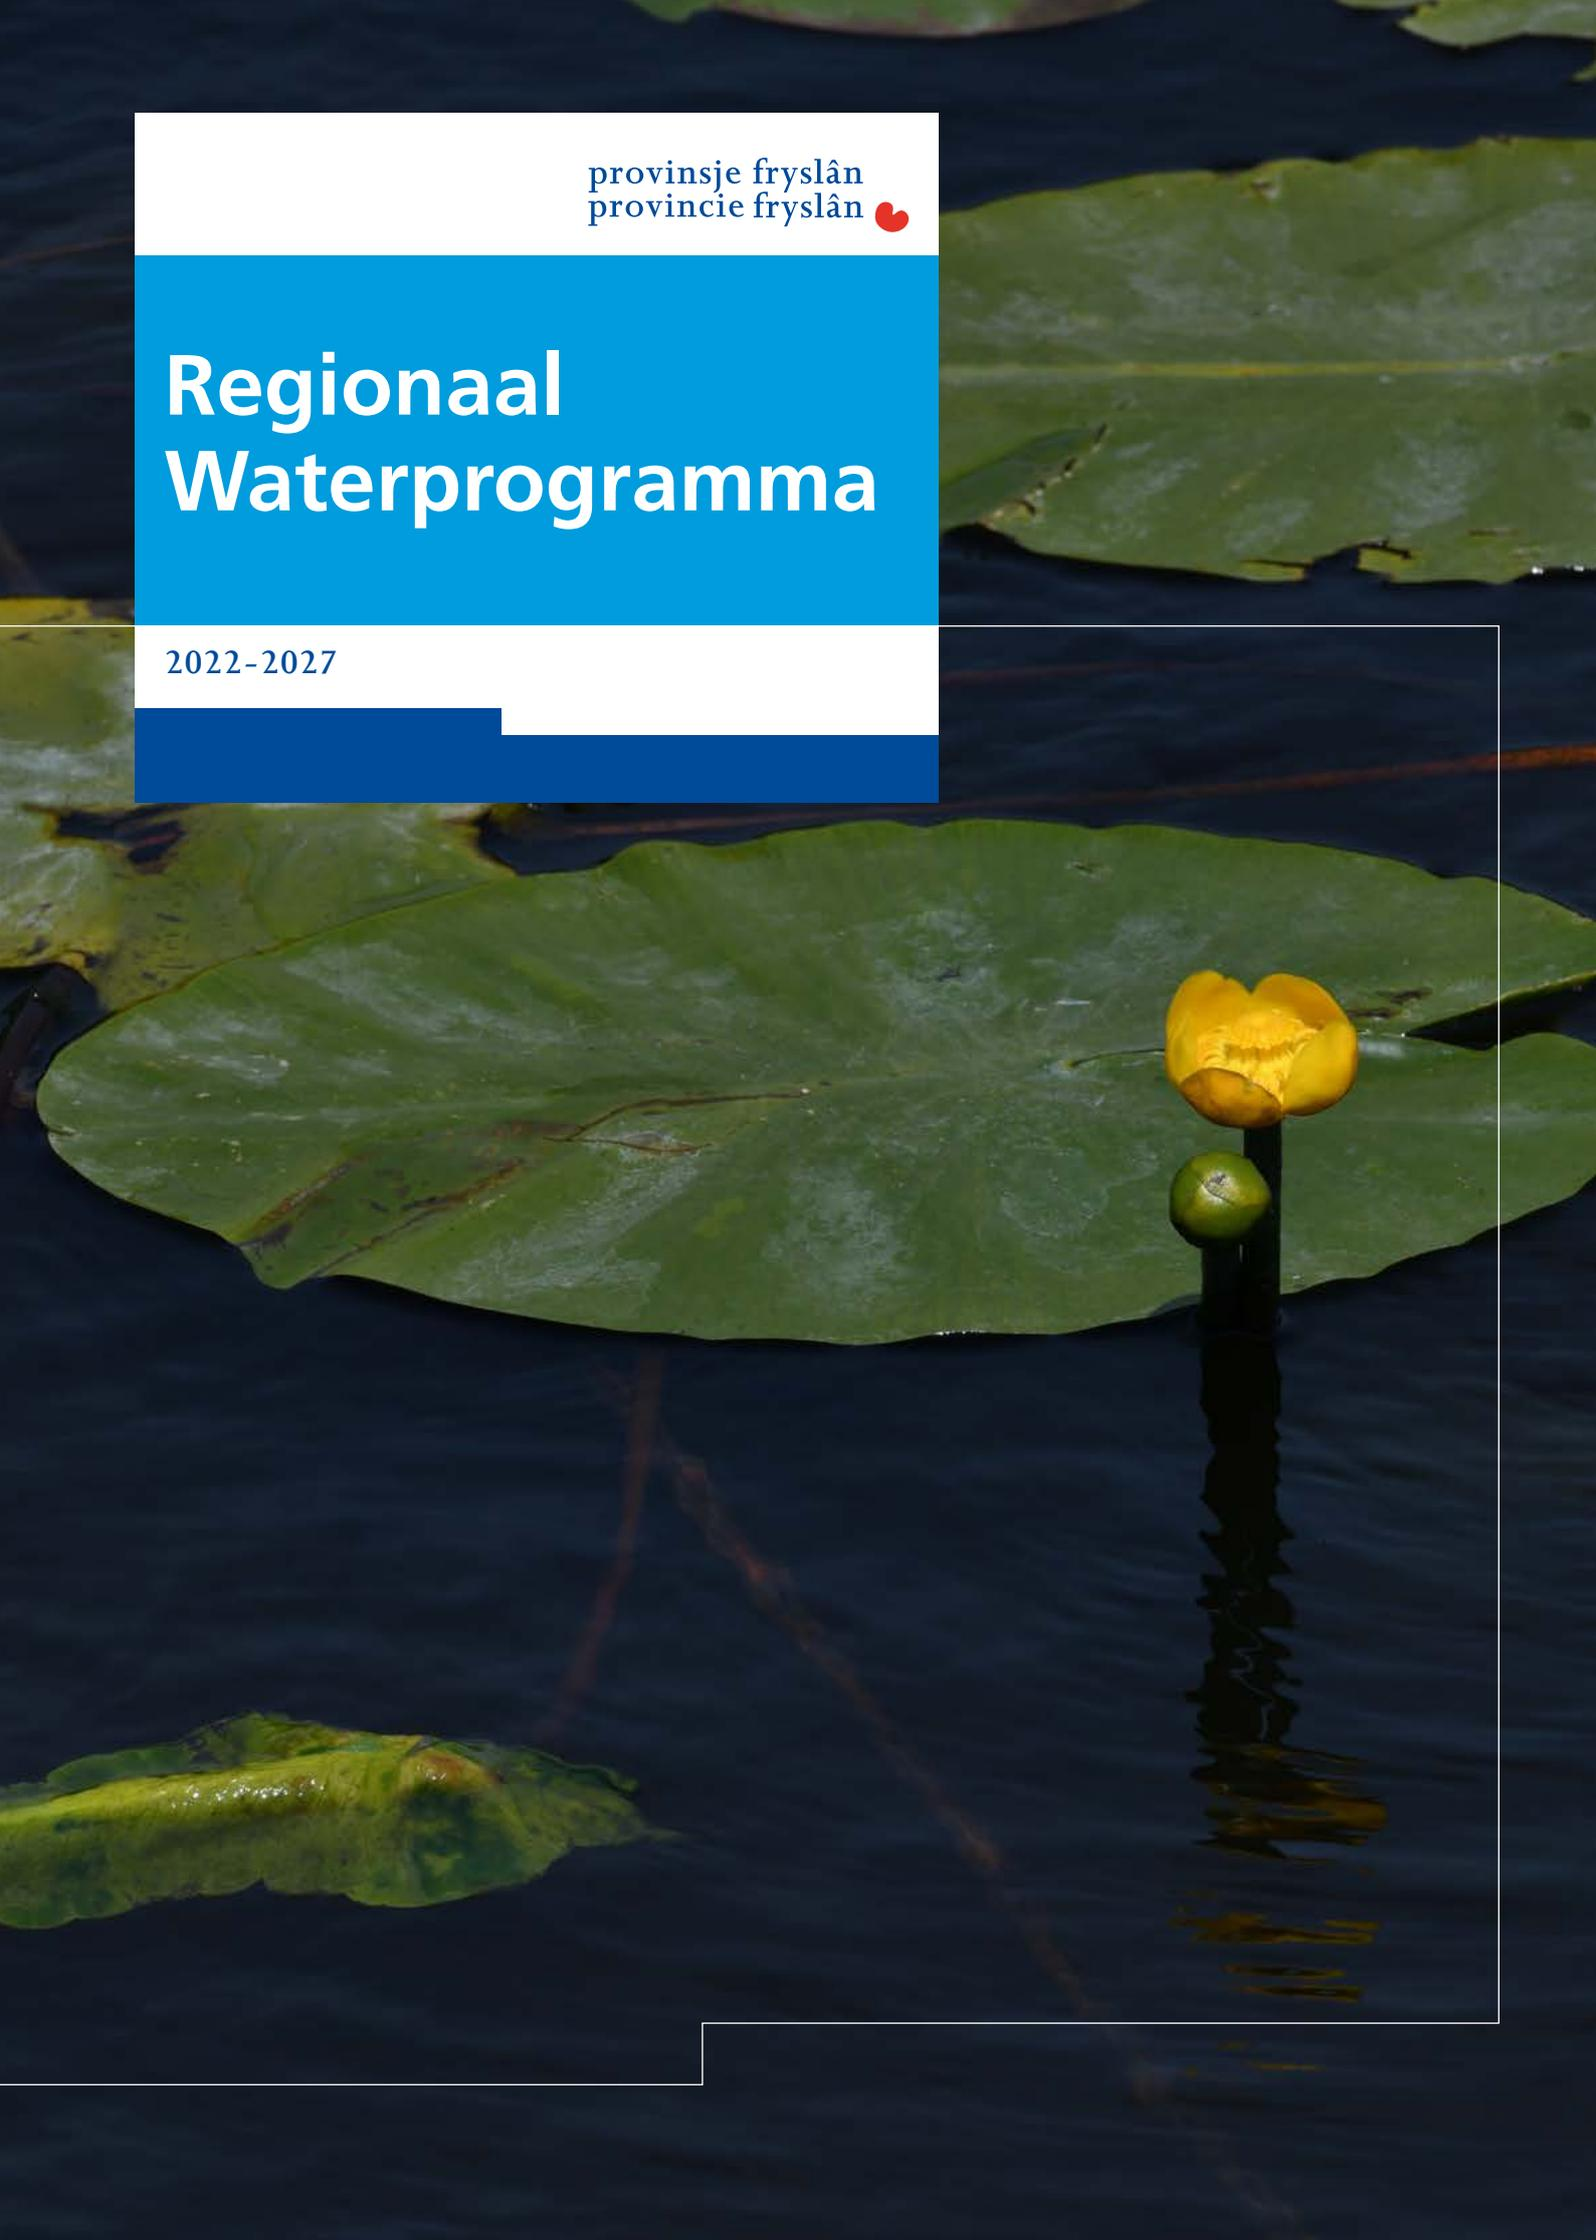 provinsje fryslân
provincie fryslân
Regionaal
Waterprogramma
2022-2027